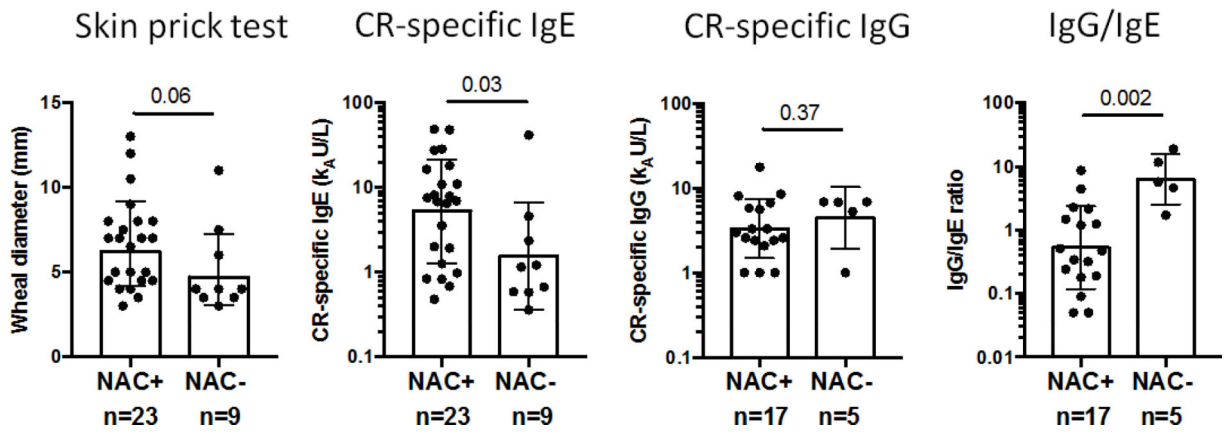 Skin prick test
CR-specific IgE
CR-specific IgG
IgG/IgE
Wheal diameter (mm)
15
10
5
0
0.06
NAC+
NAC-
n=23
n=9
CR-specific IgE (kAU/L)
100
10
1
0.1
0.03
NAC+
NAC-
n=23
n=9
CR-specific IgG (kAU/L)
100
10
1
0.1
0.37
NAC+
NAC-
n=17
n=5
IgG/IgE ratio
100
10
1
0.1
0.01
0.002
NAC+
NAC-
n=17
n=5